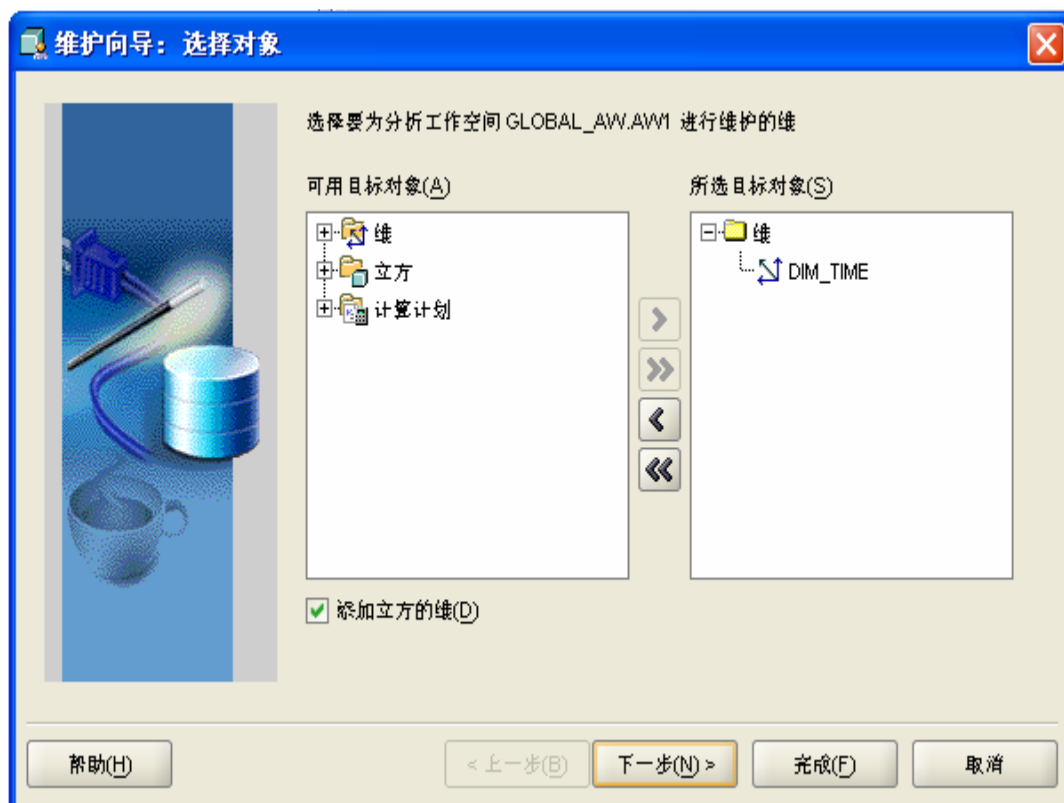 维护向导：选择对象
选择要为分析工作空间 GLOBAL_AW.AW1 进行维护的维
可用目标对象(A)
所选目标对象(S)
维
立方
计算计划
维
DIM_TIME
添加立方的维(D)
帮助(H)
< 上一步(B)
下一步(N) >
完成(F)
取消